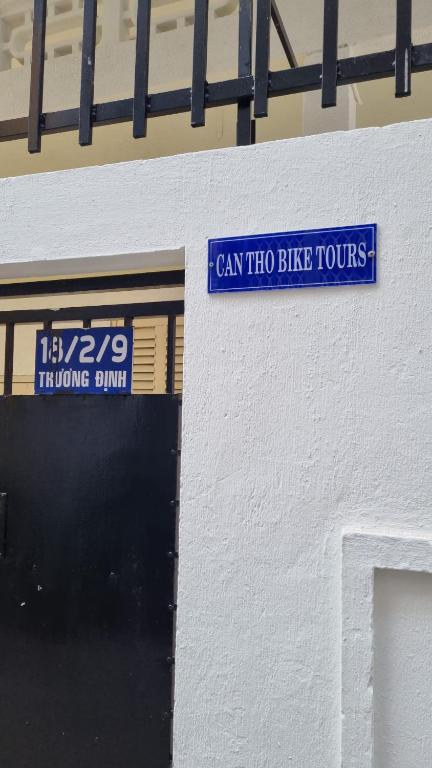 CAN THO BIKE TOURS
18/2/9
TRƯƠNG ĐỊNH